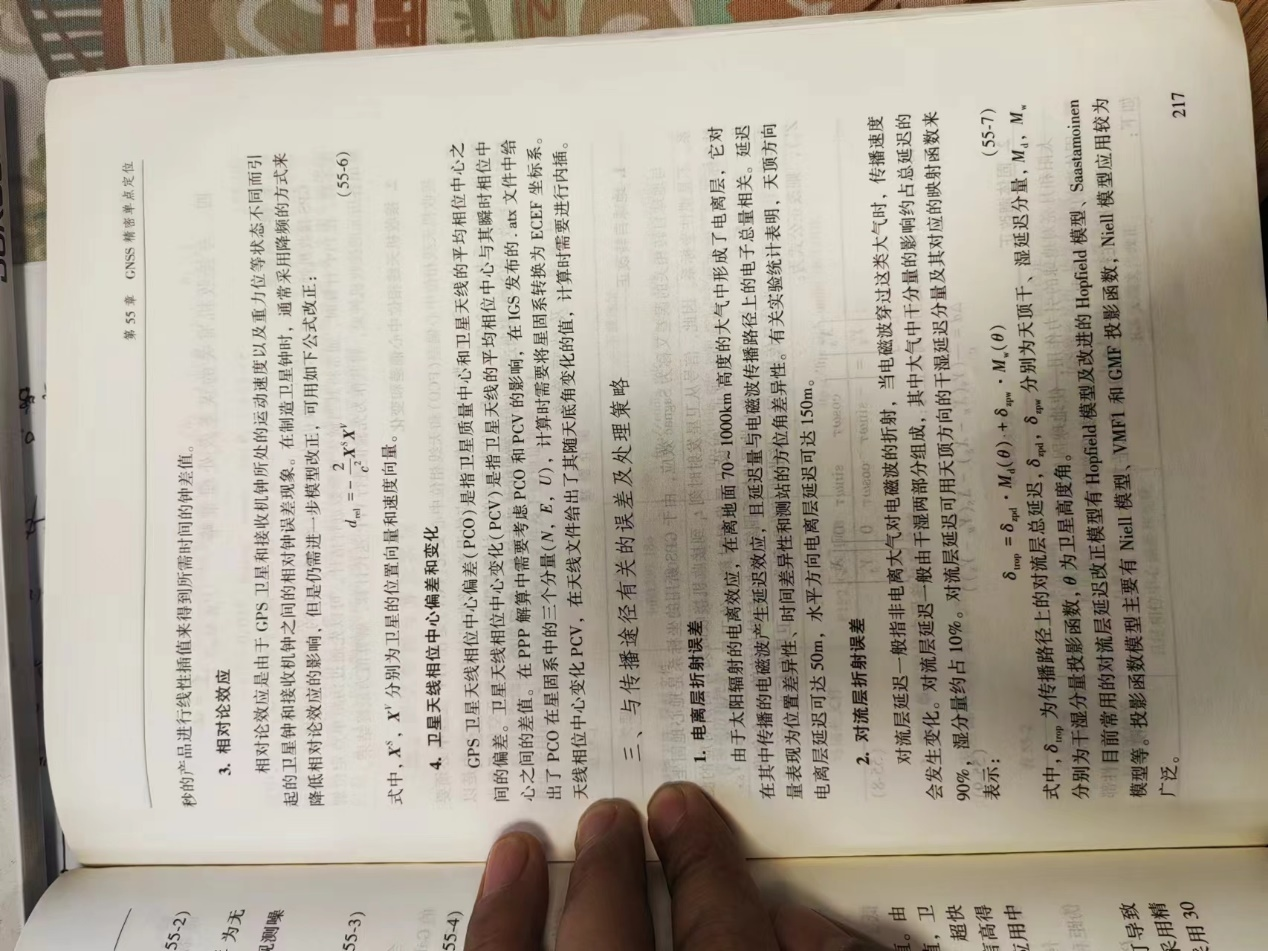 第 55 章 GNSS 精密单点定位
秒的产品进行线性插值来得到所需时间的钟差值。
3. 相对论效应
相对论效应是由于 GPS 卫星和接收机钟所处的运动速度以及重力位等状态不同而引
起的卫星钟和接收机钟之间的相对钟误差现象。在制造卫星钟时，通常采用降频的方式来
降低相对论效应的影响，但是仍需进一步模型改正，可用如下公式改正：
d_rel = -2/c² X^s X^v (55-6)
式中，X^s，X^v 分别为卫星的位置向量和速度向量。
4. 卫星天线相位中心偏差和变化
GPS 卫星天线相位中心偏差(PCO)是指卫星质量中心和卫星天线的平均相位中心之
间的偏差。卫星天线相位中心变化(PCV)是指卫星天线的平均相位中心与其瞬时相位中
心之间的差值。在 PPP 解算中需要考虑 PCO 和 PCV 的影响，在 IGS 发布的 .atx 文件中给
出了 PCO 在星固系中的三个分量(N，E，U)，计算时需要将星固系转换为 ECEF 坐标系。
天线相位中心变化 PCV，在天线文件给出了其随天底角变化的值，计算时需要进行内插。
三、与传播途径有关的误差及处理策略
1. 电离层折射误差
由于太阳辐射的电离效应，在离地面 70~1000km 高度的大气中形成了电离层，它对
在其中传播的电磁波产生延迟效应，且延迟量与电磁波传播路径上的电子总量相关。延迟
量表现为位置差异性、时间差异性和测站的方位角差异性。有关实验统计表明，天顶方向
电离层延迟可达 50m，水平方向电离层延迟可达 150m。
2. 对流层折射误差
对流层延迟一般指非电离大气对电磁波的折射，当电磁波穿过这类大气时，传播速度
会发生变化。对流层延迟一般由干湿两部分组成，其中大气中干分量的影响约占总延迟的
90%，湿分量约占 10%。对流层延迟可用天顶方向的干湿延迟分量及其对应的映射函数来
表示：
δ_trop = δ_zpd · M_d(θ) + δ_zpw · M_w(θ) (55-7)
式中，δ_trop 为传播路径上的对流层总延迟，δ_zpd，δ_zpw 分别为天顶干、湿延迟分量，M_d，M_w
分别为干湿分量投影函数，θ 为卫星高度角。
目前常用的对流层延迟改正模型有 Hopfield 模型及改进的 Hopfield 模型、Saastamoinen
模型等。投影函数模型主要有 Niell 模型、VMF1 和 GMF 投影函数，Niell 模型应用较为
广泛。
217
55-2)
为无
观测噪
55-3)
55-4)
值。由
值，卫
超快
言高得
应用中
丁导致
采用精
采用 30